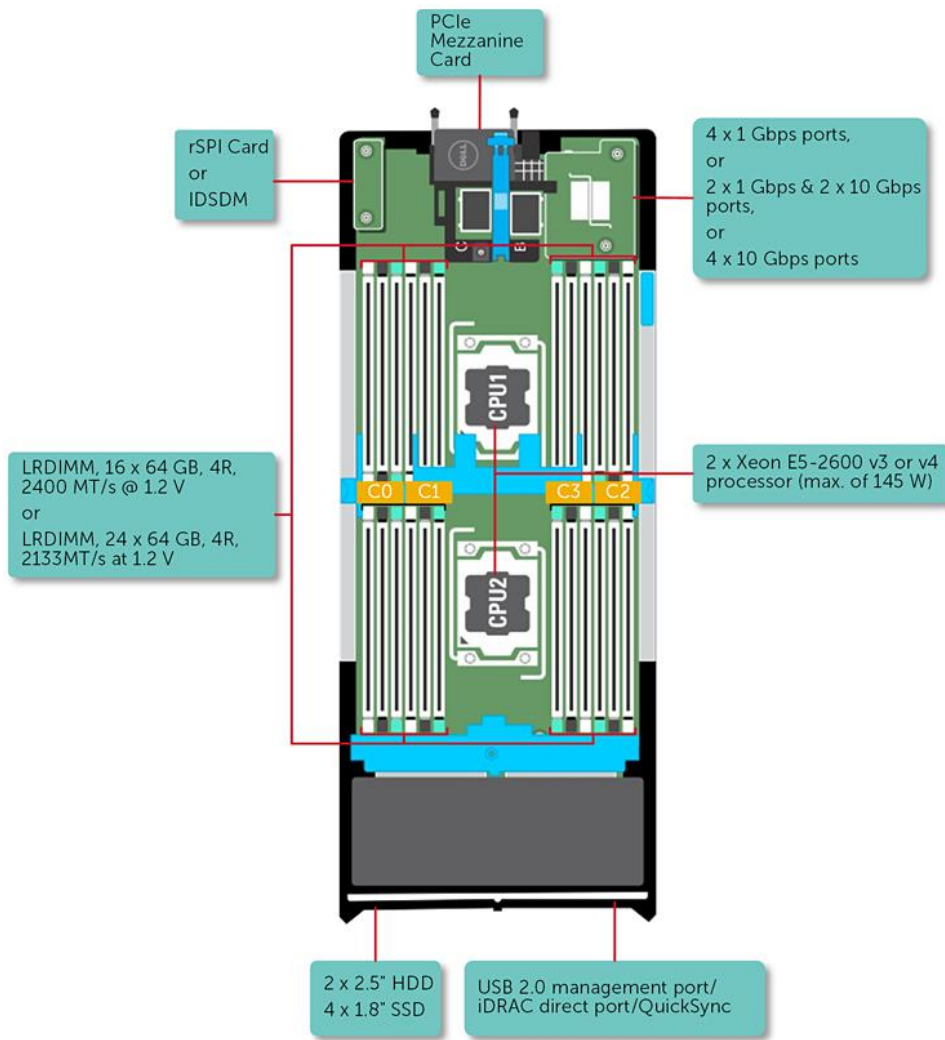 PCIe
Mezzanine
Card
rSPI Card
or
IDSDM
4 x 1 Gbps ports,
or
2 x 1 Gbps & 2 x 10 Gbps
ports,
or
4 x 10 Gbps ports
DELL
C
B
CPU1
LRDIMM, 16 x 64 GB, 4R,
2400 MT/s @ 1.2 V
or
LRDIMM, 24 x 64 GB, 4R,
2133MT/s at 1.2 V
C0 C1 C3 C2
2 x Xeon E5-2600 v3 or v4
processor (max. of 145 W)
CPU2
2 x 2.5" HDD
4 x 1.8" SSD
USB 2.0 management port/
iDRAC direct port/QuickSync